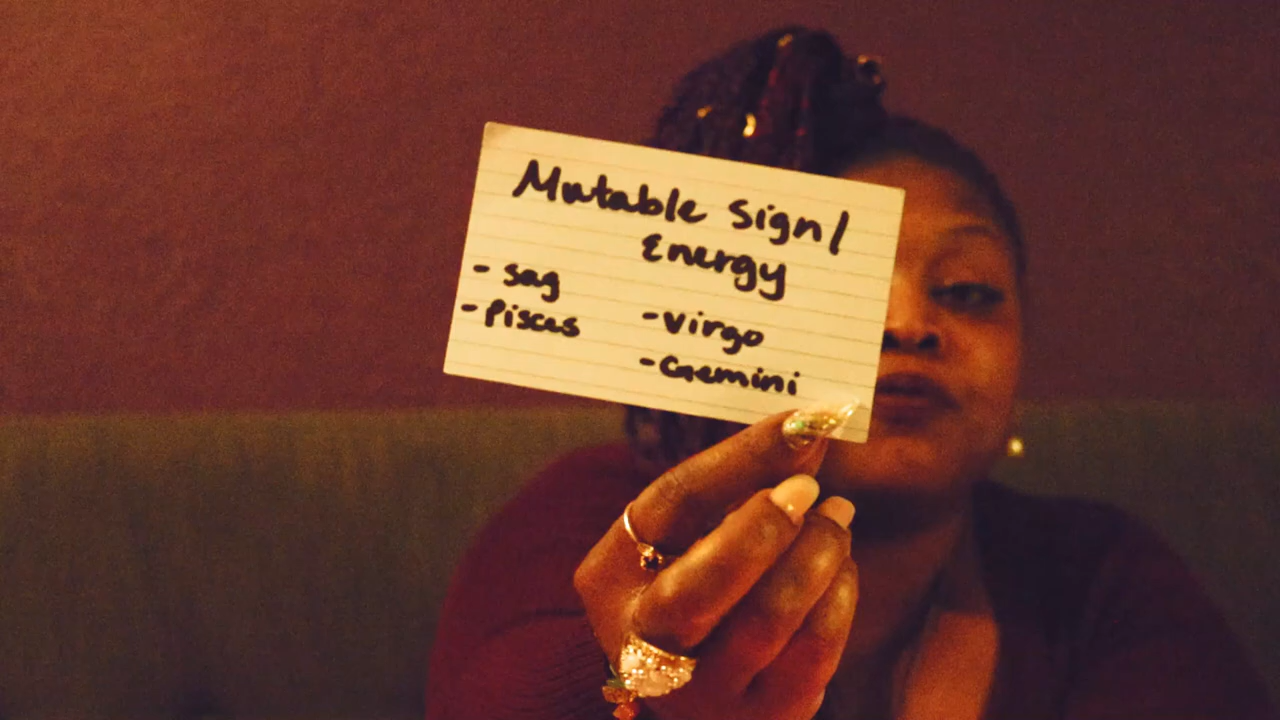 Mutable Sign/
Energy
- Sag
- Pisces
- Virgo
- Gemini